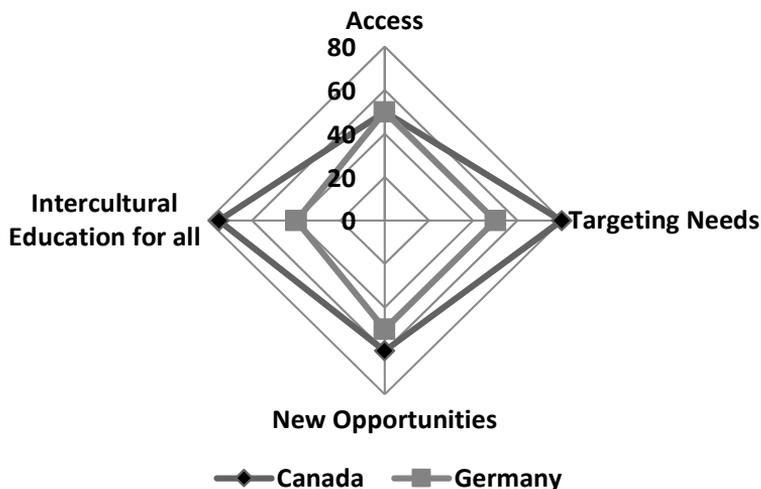 Access
80
60
40
20
0
Intercultural
Education for all
Targeting Needs
New Opportunities
Canada Germany